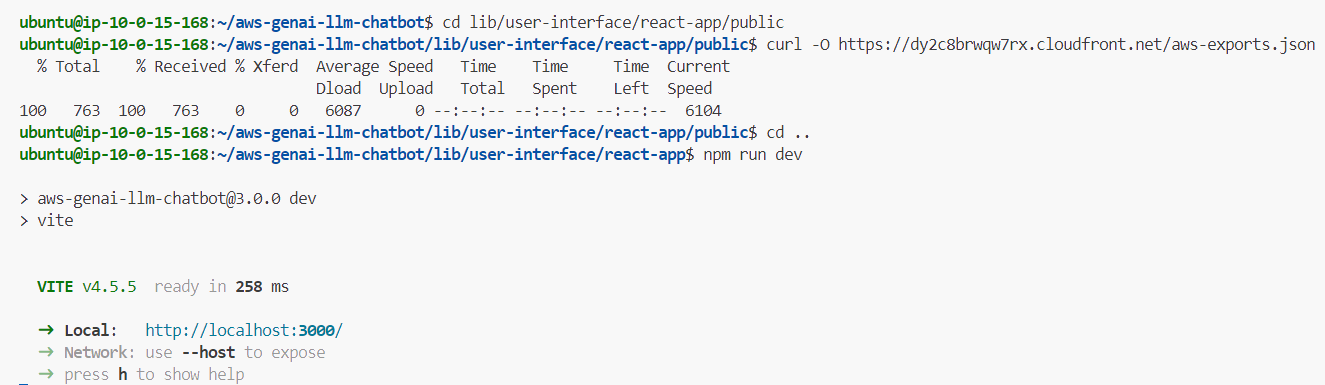 ubuntu@ip-10-0-15-168:~/aws-genai-llm-chatbot$ cd lib/user-interface/react-app/public
ubuntu@ip-10-0-15-168:~/aws-genai-llm-chatbot/lib/user-interface/react-app/public$ curl -O https://dy2c8brwqw7rx.cloudfront.net/aws-exports.json
  % Total    % Received % Xferd  Average Speed   Time    Time     Time  Current
                                 Dload  Upload   Total   Spent    Left  Speed
100   763  100   763    0     0   6087      0 --:--:-- --:--:-- --:--:--  6104
ubuntu@ip-10-0-15-168:~/aws-genai-llm-chatbot/lib/user-interface/react-app/public$ cd ..
ubuntu@ip-10-0-15-168:~/aws-genai-llm-chatbot/lib/user-interface/react-app$ npm run dev
> aws-genai-llm-chatbot@3.0.0 dev
> vite
VITE v4.5.5  ready in 258 ms
➜ Local:   http://localhost:3000/
➜ Network: use --host to expose
➜ press h to show help